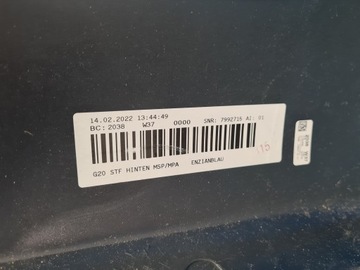 14.02.2022 13:44:49
BC: 2038 W37 0000 SNR: 7992715 AI: 01
G20 STF HINTEN MSP/MPA ENZIANBLAU